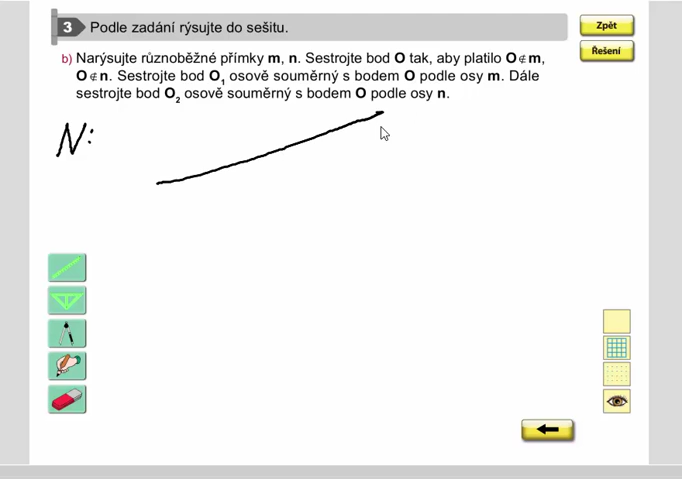 3 Podle zadání rýsujte do sešitu.
Zpět
Řešení
b) Narýsujte různoběžné přímky m, n. Sestrojte bod O tak, aby platilo O∉m,
O∉n. Sestrojte bod O₁ osově souměrný s bodem O podle osy m. Dále
sestrojte bod O₂ osově souměrný s bodem O podle osy n.
N: